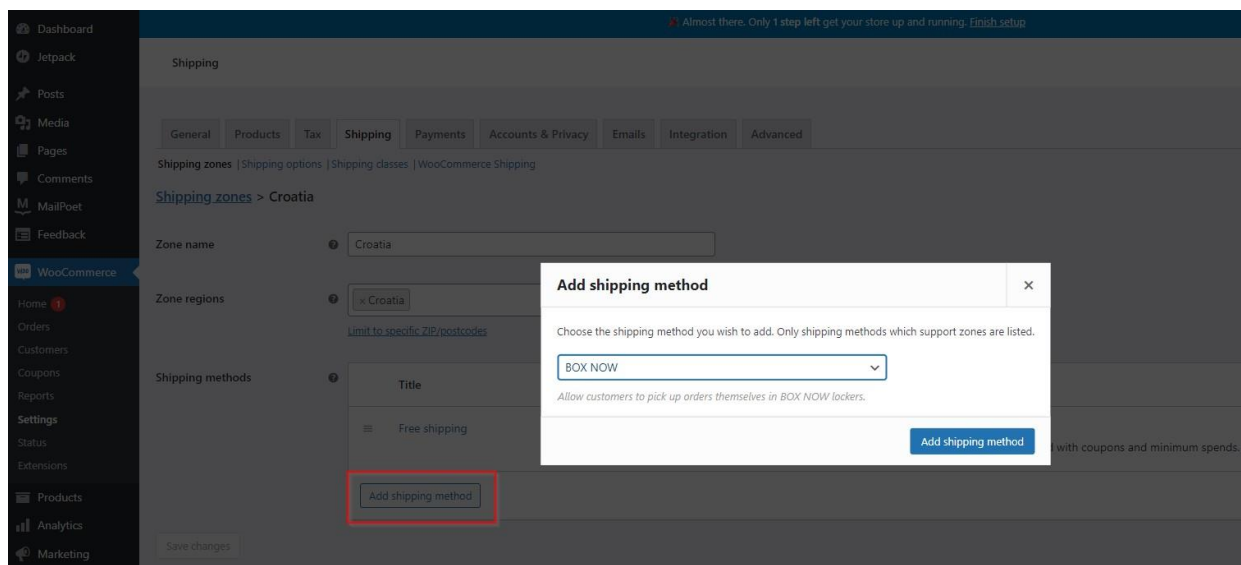 Dashboard
Jetpack
Posts
Media
Pages
Comments
MailPoet
Feedback
WooCommerce
Home 1
Orders
Customers
Coupons
Reports
Settings
Status
Extensions
Products
Analytics
Marketing
Almost there. Only 1 step left get your store up and running. Finish setup
Shipping
General Products Tax Shipping Payments Accounts & Privacy Emails Integration Advanced
Shipping zones | Shipping options | Shipping classes | WooCommerce Shipping
Shipping zones > Croatia
Zone name
Croatia
Zone regions
× Croatia
Limit to specific ZIP/postcodes
Shipping methods
Title
Free shipping
with coupons and minimum spends.
Add shipping method
Save changes
Add shipping method ×
Choose the shipping method you wish to add. Only shipping methods which support zones are listed.
BOX NOW
Allow customers to pick up orders themselves in BOX NOW lockers.
Add shipping method